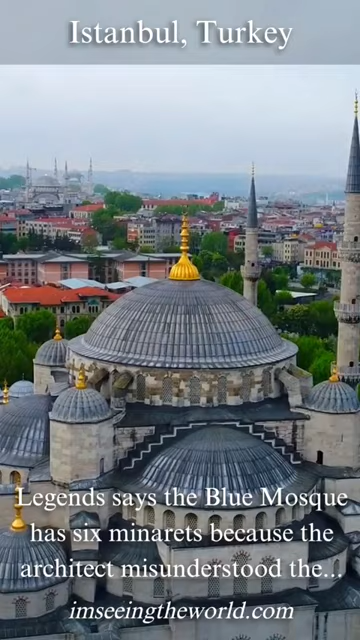 Istanbul, Turkey
Legends says the Blue Mosque
has six minarets because the
architect misunderstood the...
imseeingtheworld.com